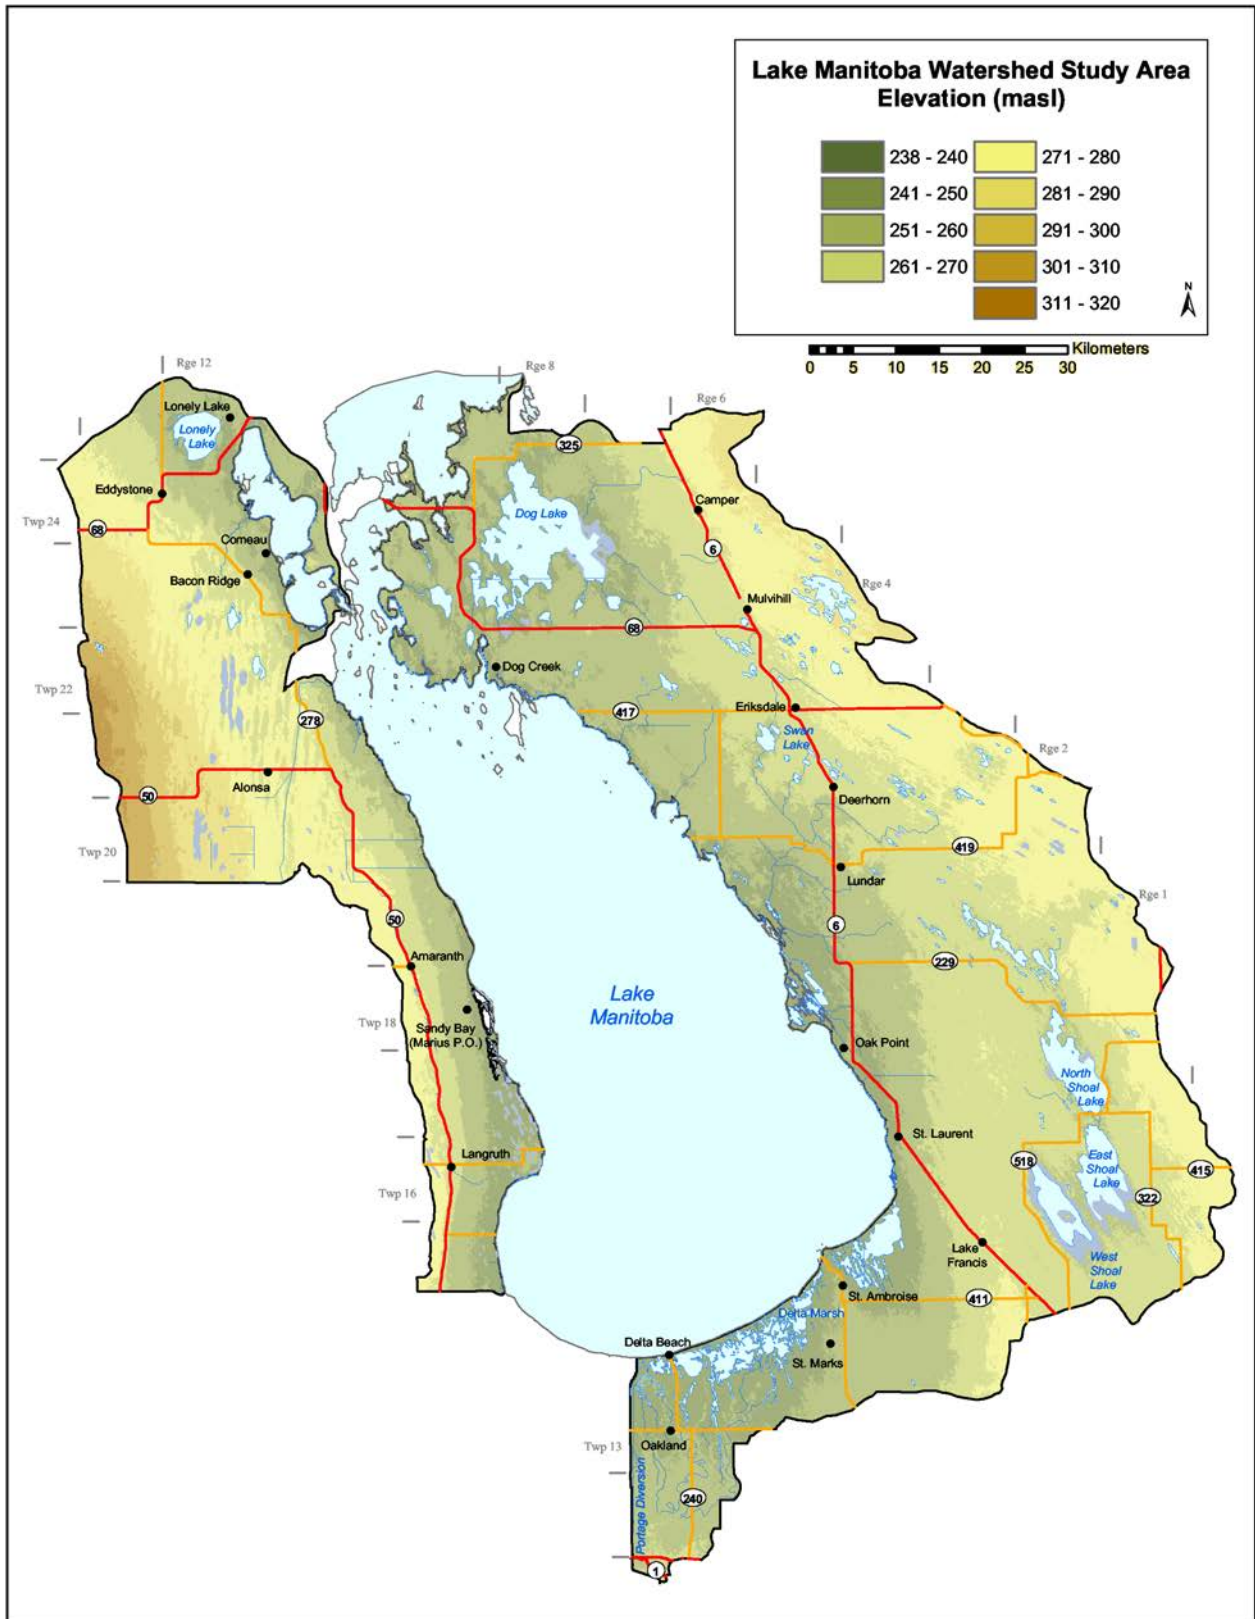 Lake Manitoba Watershed Study Area
Elevation (masl)
238 - 240
271 - 280
241 - 250
281 - 290
251 - 260
291 - 300
261 - 270
301 - 310
311 - 320
N
Kilometers
0 5 10 15 20 25 30
Rge 12
Rge 8
Rge 6
Lonely Lake
Lonely
Lake
325
Eddystone
Camper
Dog Lake
Twp 24
68
Comeau
6
Bacon Ridge
Rge 4
Mulvihill
68
Dog Creek
Twp 22
278
417
Eriksdale
Swan
Lake
Rge 2
Alonsa
50
Deerhorn
Twp 20
419
Lundar
Rge 1
50
6
Amaranth
229
Lake
Manitoba
Twp 18
Sandy Bay
(Marius P.O.)
Oak Point
North
Shoal
Lake
St. Laurent
Langruth
518
East
Shoal
Lake
415
Twp 16
322
Lake
Francis
West
Shoal
Lake
St. Ambroise
411
Delta Marsh
Delta Beach
St. Marks
Twp 13
Oakland
Portage Diversion
240
1